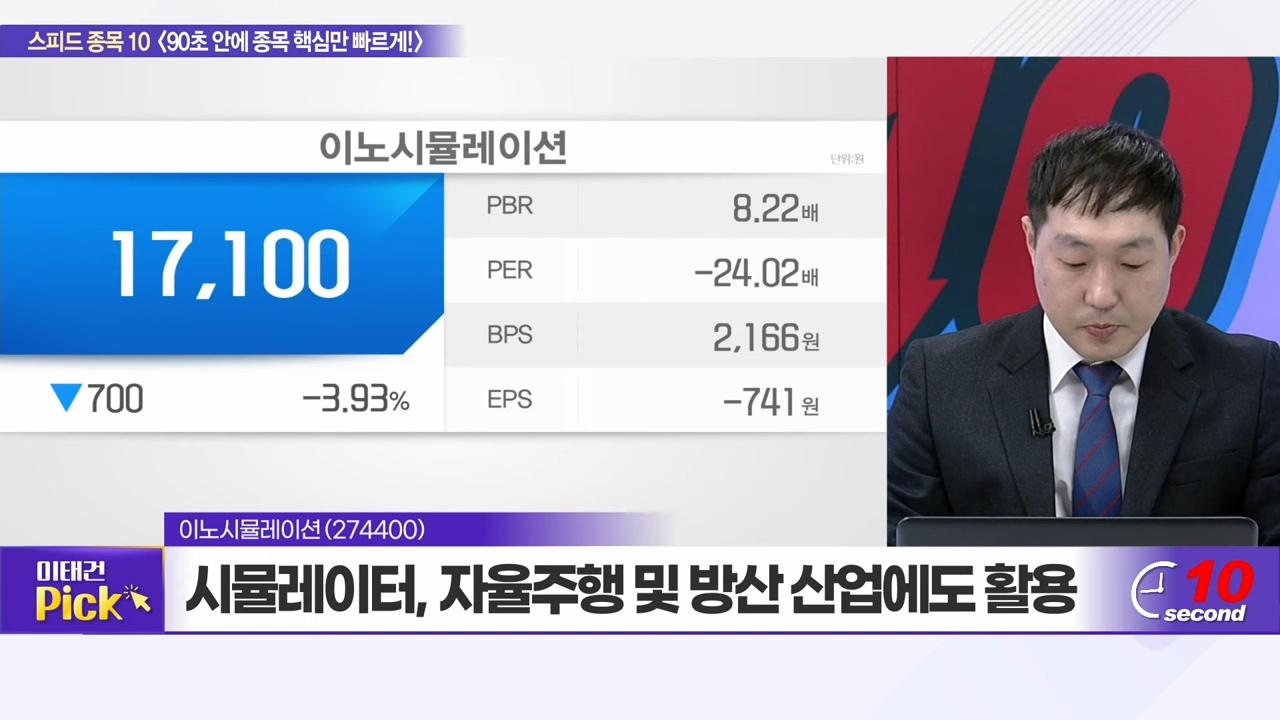 스피드 종목 10 <90초 안에 종목 핵심만 빠르게!>
이노시뮬레이션
단위:원
17,100
▼700 -3.93%
PBR 8.22배
PER -24.02배
BPS 2,166원
EPS -741원
이노시뮬레이션(274400)
이태건
Pick
시뮬레이터, 자율주행 및 방산 산업에도 활용
10
second